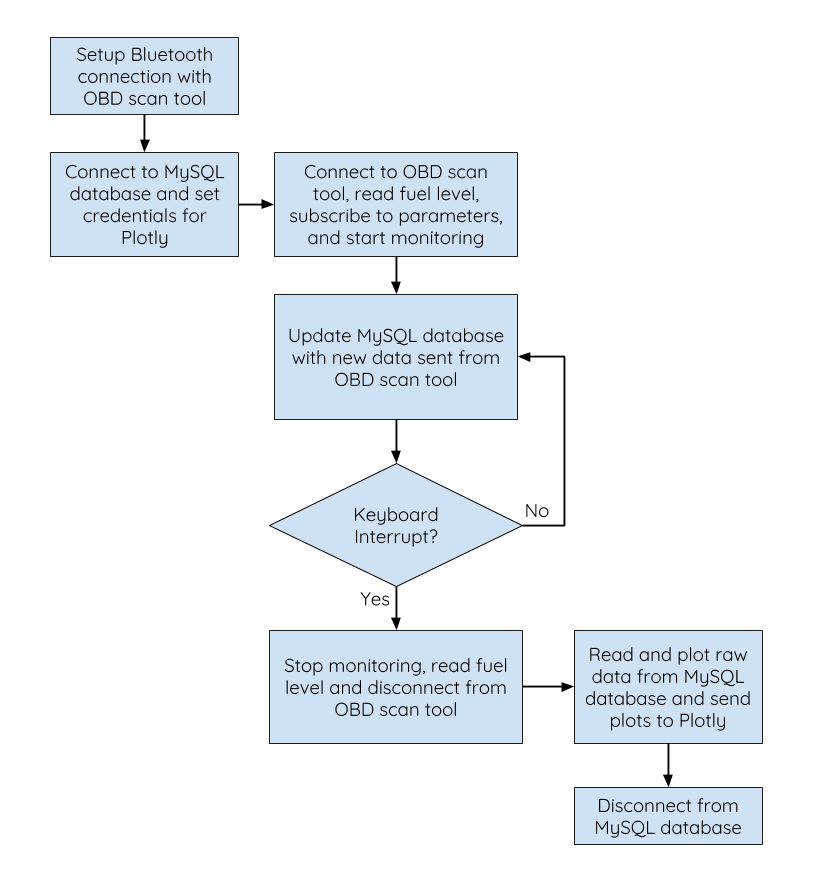 Setup Bluetooth
connection with
OBD scan tool
Connect to MySQL
database and set
credentials for
Plotly
Connect to OBD scan
tool, read fuel level,
subscribe to parameters,
and start monitoring
Update MySQL database
with new data sent from
OBD scan tool
Keyboard
Interrupt?
No
Yes
Stop monitoring, read fuel
level and disconnect from
OBD scan tool
Read and plot raw
data from MySQL
database and send
plots to Plotly
Disconnect from
MySQL database